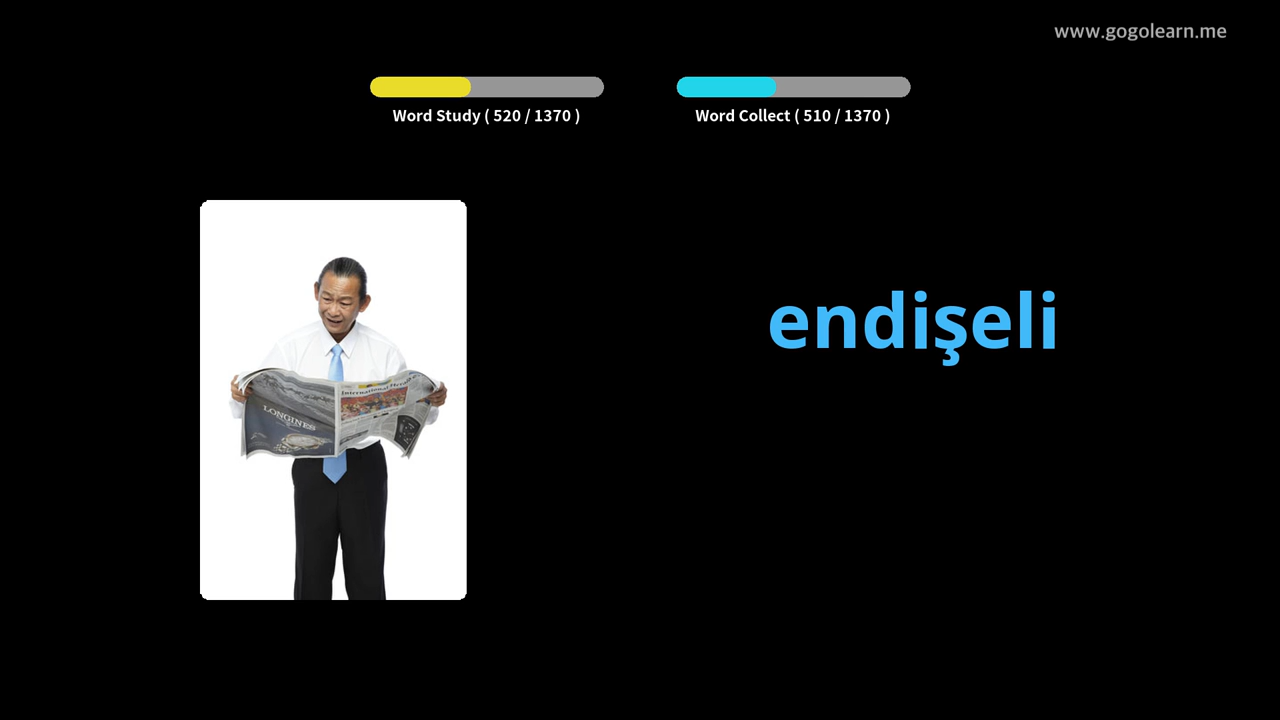 www.gogolearn.me
Word Study ( 520 / 1370 )
Word Collect ( 510 / 1370 )
endişeli
LONGINES
International Herald